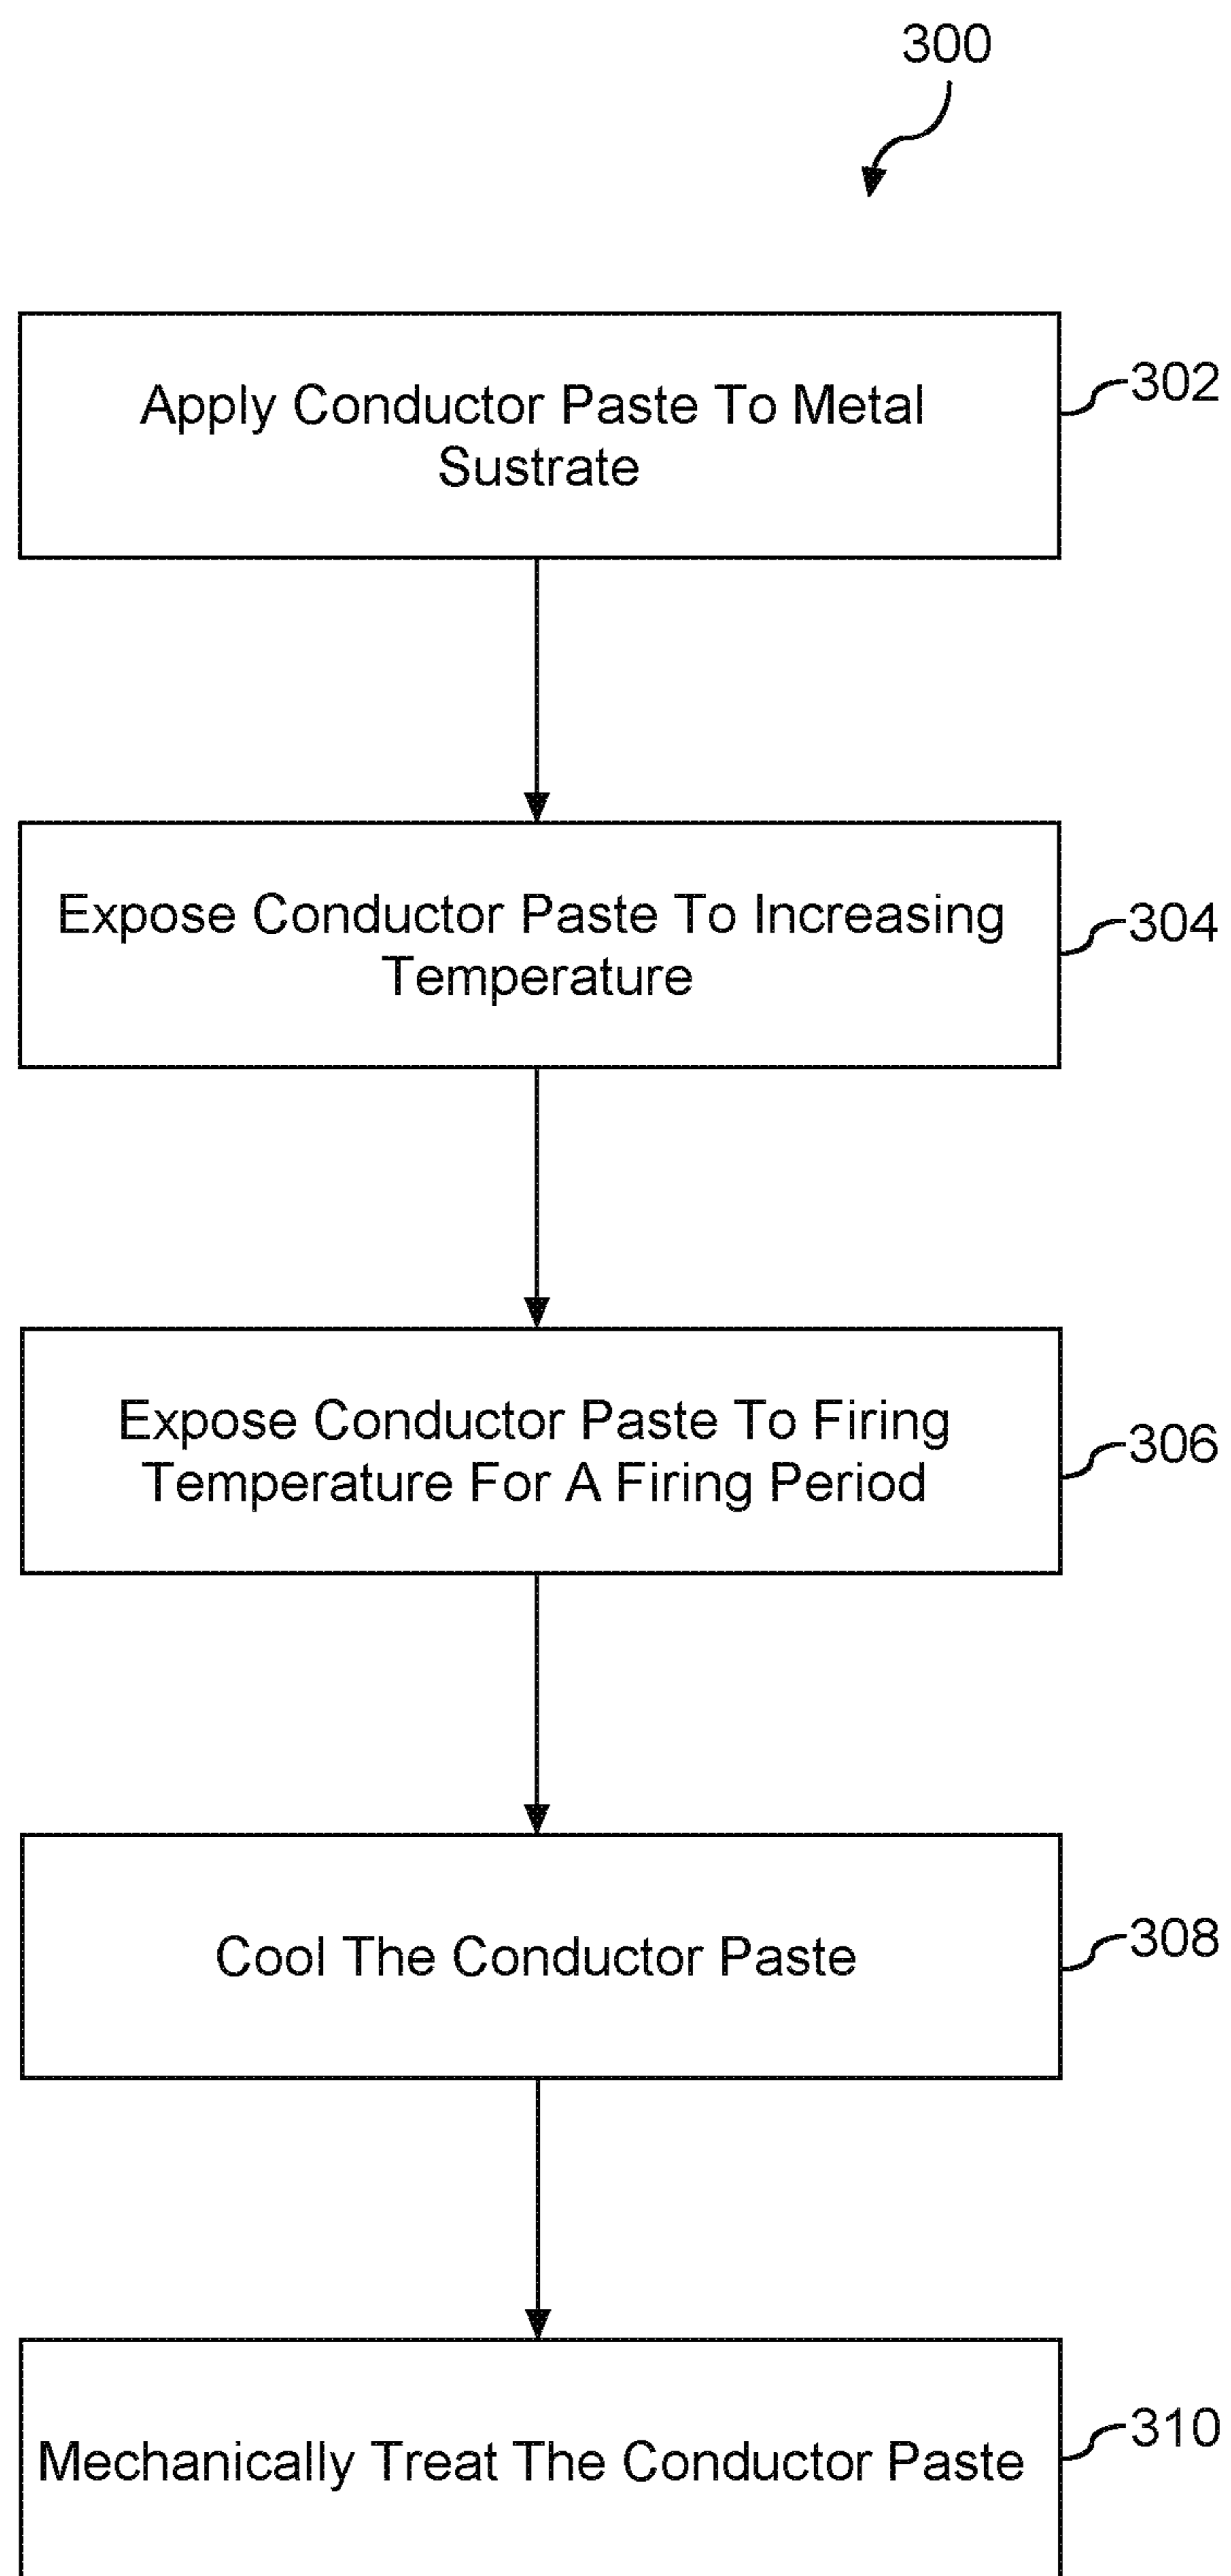 300
Apply Conductor Paste To Metal
Sustrate
302
Expose Conductor Paste To Increasing
Temperature
304
Expose Conductor Paste To Firing
Temperature For A Firing Period
306
Cool The Conductor Paste
308
Mechanically Treat The Conductor Paste
310